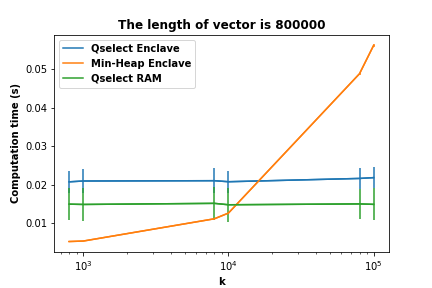 The length of vector is 800000
Qselect Enclave
Min-Heap Enclave
Qselect RAM
Computation time (s)
0.05
0.04
0.03
0.02
0.01
10³
10⁴
10⁵
k